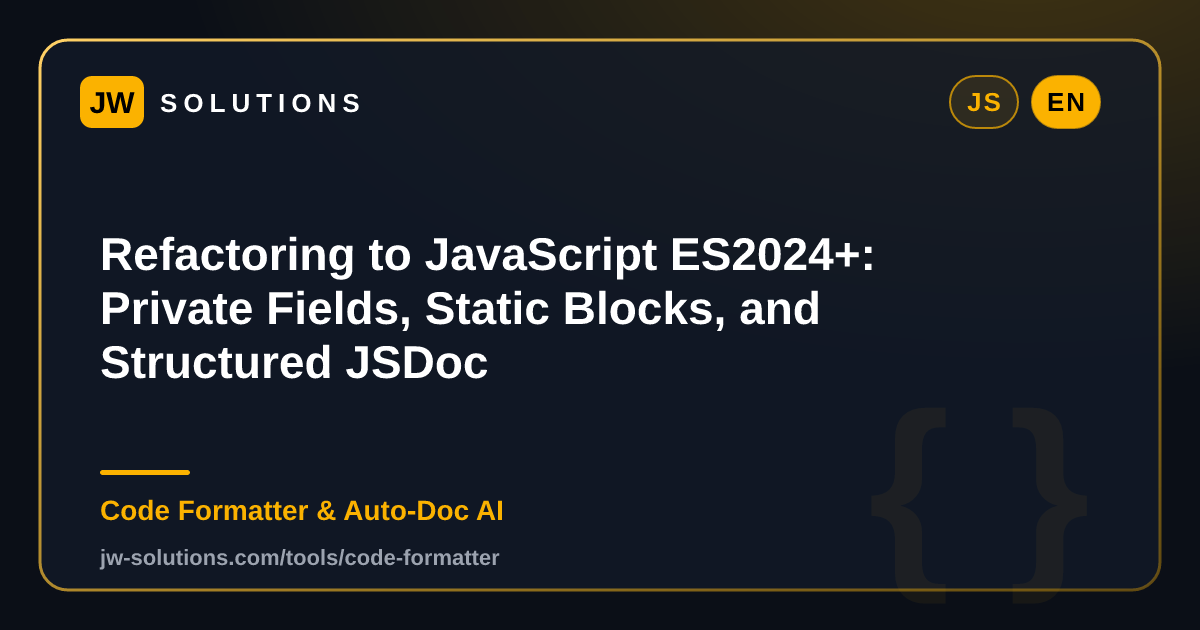 JW SOLUTIONS
JS EN
Refactoring to JavaScript ES2024+:
Private Fields, Static Blocks, and
Structured JSDoc
Code Formatter & Auto-Doc AI
jw-solutions.com/tools/code-formatter
{ }